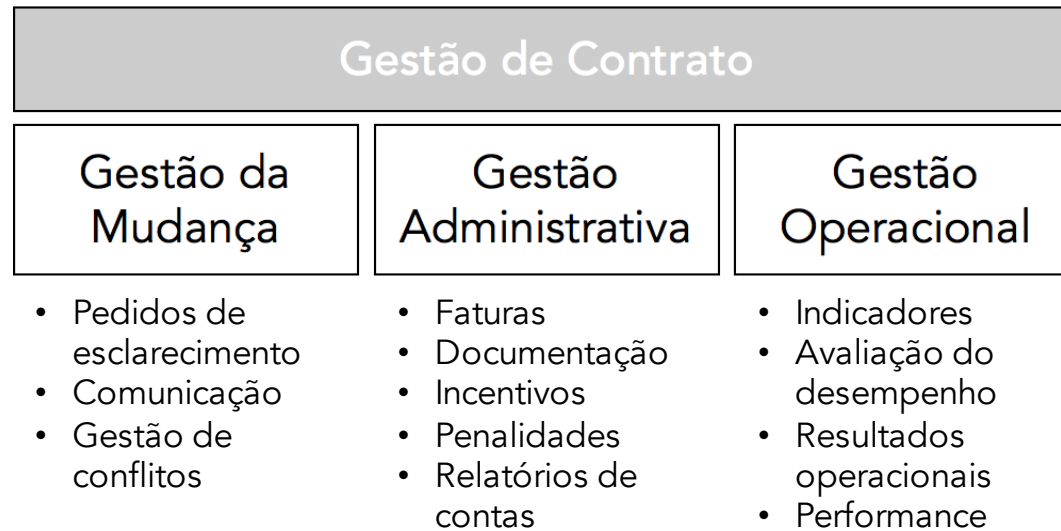 Gestão de Contrato
Gestão da
Mudança
• Pedidos de
esclarecimento
• Comunicação
• Gestão de
conflitos
Gestão
Administrativa
• Faturas
• Documentação
• Incentivos
• Penalidades
• Relatórios de
contas
Gestão
Operacional
• Indicadores
• Avaliação do
desempenho
• Resultados
operacionais
• Performance